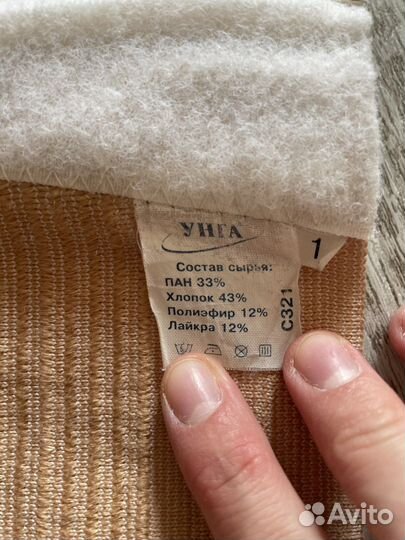 УНГА
1
Состав сырья:
ПАН 33%
Хлопок 43%
Полиэфир 12%
Лайкра 12%
С321
Avito